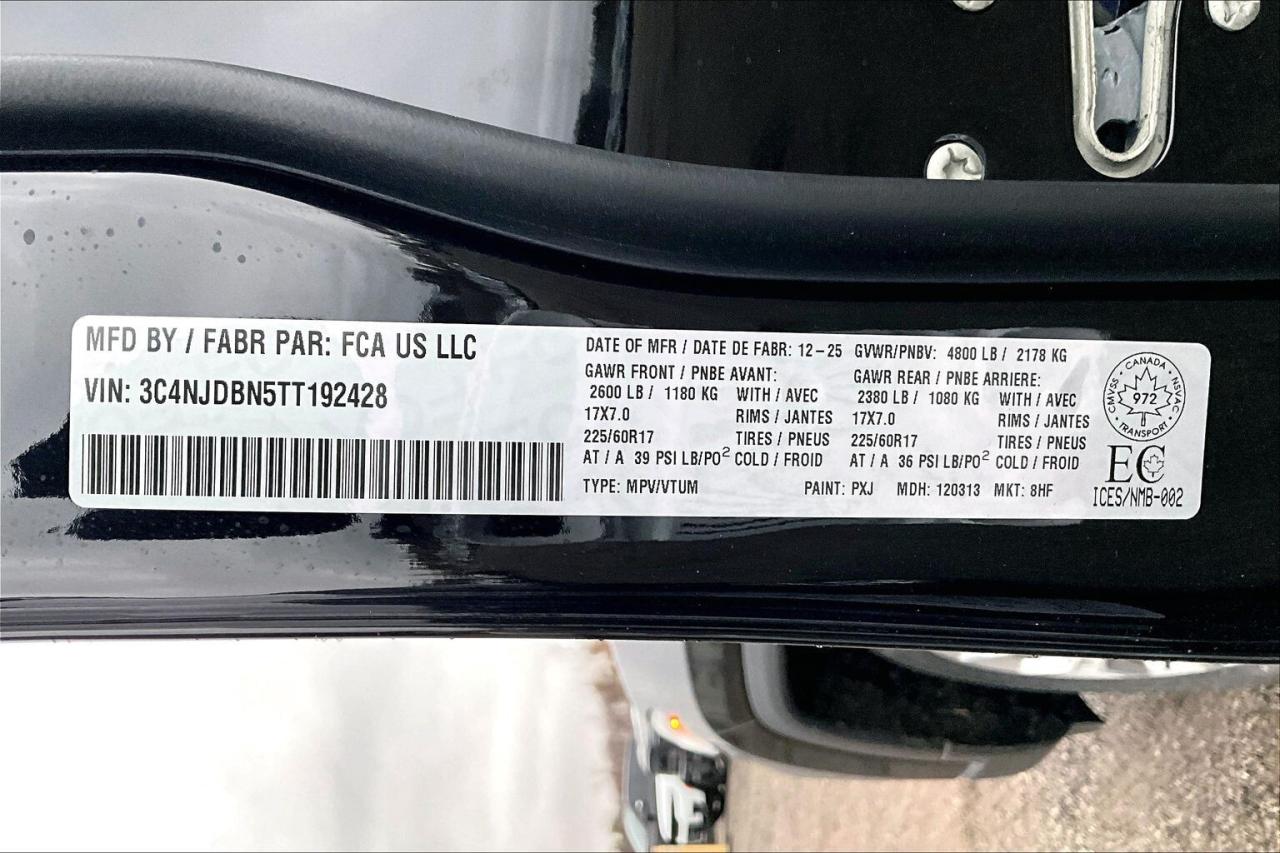 MFD BY / FABR PAR: FCA US LLC
VIN: 3C4NJDBN5TT192428
DATE OF MFR / DATE DE FABR: 12-25 GVWR/PNBV: 4800 LB / 2178 KG
GAWR FRONT / PNBE AVANT: GAWR REAR / PNBE ARRIERE:
2600 LB / 1180 KG WITH / AVEC 2380 LB / 1080 KG WITH / AVEC
17X7.0 RIMS / JANTES 17X7.0 RIMS / JANTES
225/60R17 TIRES / PNEUS 225/60R17 TIRES / PNEUS
AT / A 39 PSI LB/PO² COLD / FROID AT / A 36 PSI LB/PO² COLD / FROID
TYPE: MPV/VTUM PAINT: PXJ MDH: 120313 MKT: 8HF
CANADA
CMVSS 972 NSVAC
TRANSPORT
EC
ICES/NMB-002